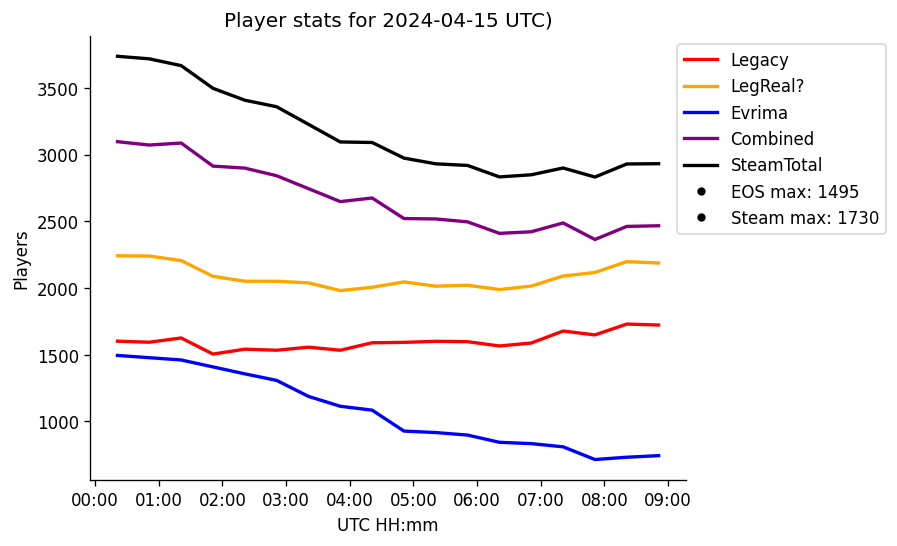 Player stats for 2024-04-15 UTC)
Legacy
LegReal?
Evrima
Combined
SteamTotal
EOS max: 1495
Steam max: 1730
Players
3500
3000
2500
2000
1500
1000
00:00 01:00 02:00 03:00 04:00 05:00 06:00 07:00 08:00 09:00
UTC HH:mm